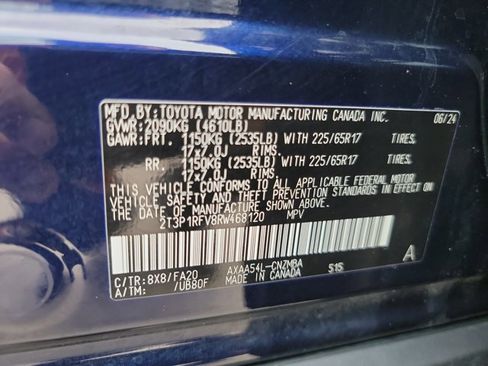 MFD. BY: TOYOTA MOTOR MANUFACTURING CANADA INC. 06/24
GVWR: 2090KG (4610LB)
GAWR: FRT. 1150KG (2535LB) WITH 225/65R17 TIRES,
17x7.0J RIMS.
RR. 1150KG (2535LB) WITH 225/65R17 TIRES,
17x7.0J RIMS.
THIS VEHICLE CONFORMS TO ALL APPLICABLE FEDERAL MOTOR
VEHICLE SAFETY AND THEFT PREVENTION STANDARDS IN EFFECT ON
THE DATE OF MANUFACTURE SHOWN ABOVE.
2T3P1RFV8RW468120 MPV
C/TR: 8X8/FA20 AXAA54L-CNZMBA A
A/TM: /UB80F MADE IN CANADA 515